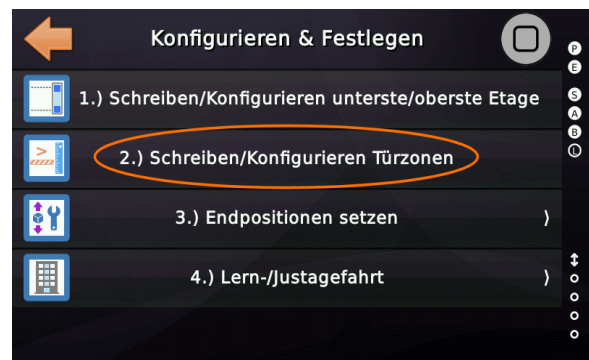 Konfigurieren & Festlegen
1.) Schreiben/Konfigurieren unterste/oberste Etage
2.) Schreiben/Konfigurieren Türzonen
3.) Endpositionen setzen
4.) Lern-/Justagefahrt
P
E
S
A
B
L